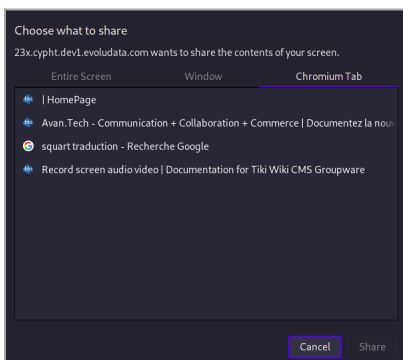 Choose what to share
23x.cypht.dev1.evoludata.com wants to share the contents of your screen.
Entire Screen Window Chromium Tab
| HomePage
Avan.Tech - Communication + Collaboration + Commerce | Documentez la nouv
squart traduction - Recherche Google
Record screen audio video | Documentation for Tiki Wiki CMS Groupware
Cancel Share